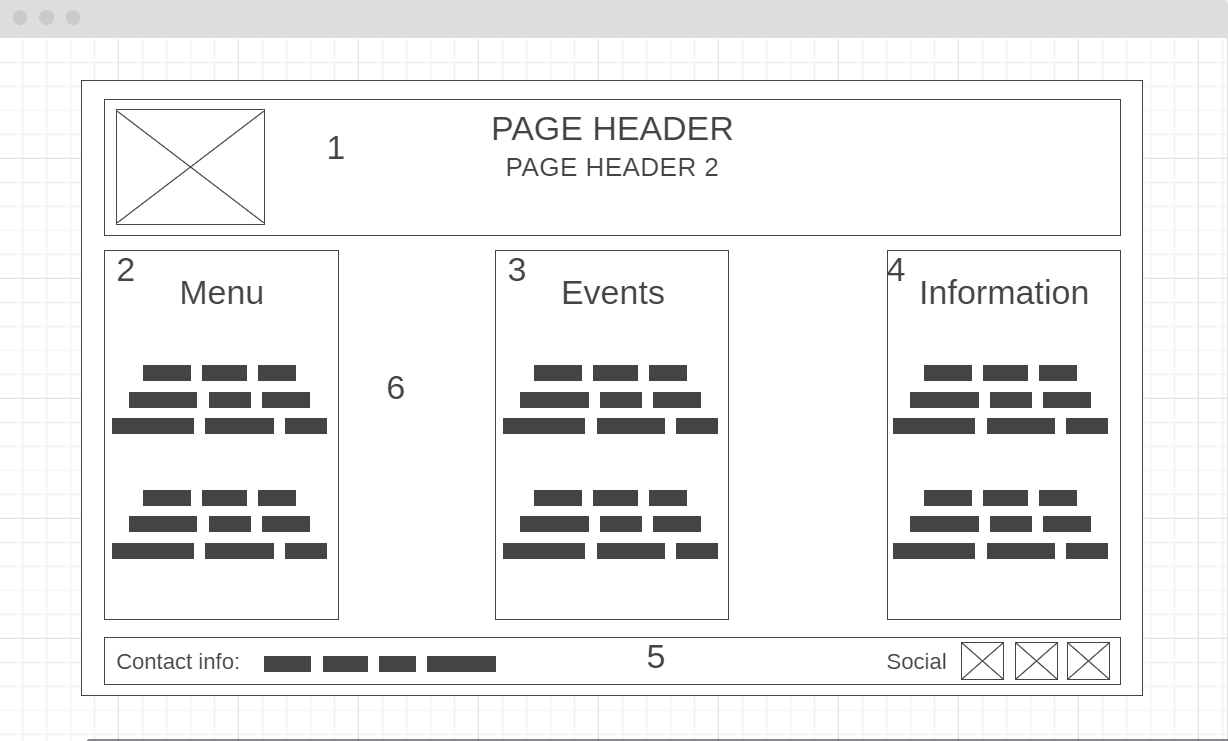 1
PAGE HEADER
PAGE HEADER 2
2
Menu
3
Events
4
Information
6
Contact info:
5
Social